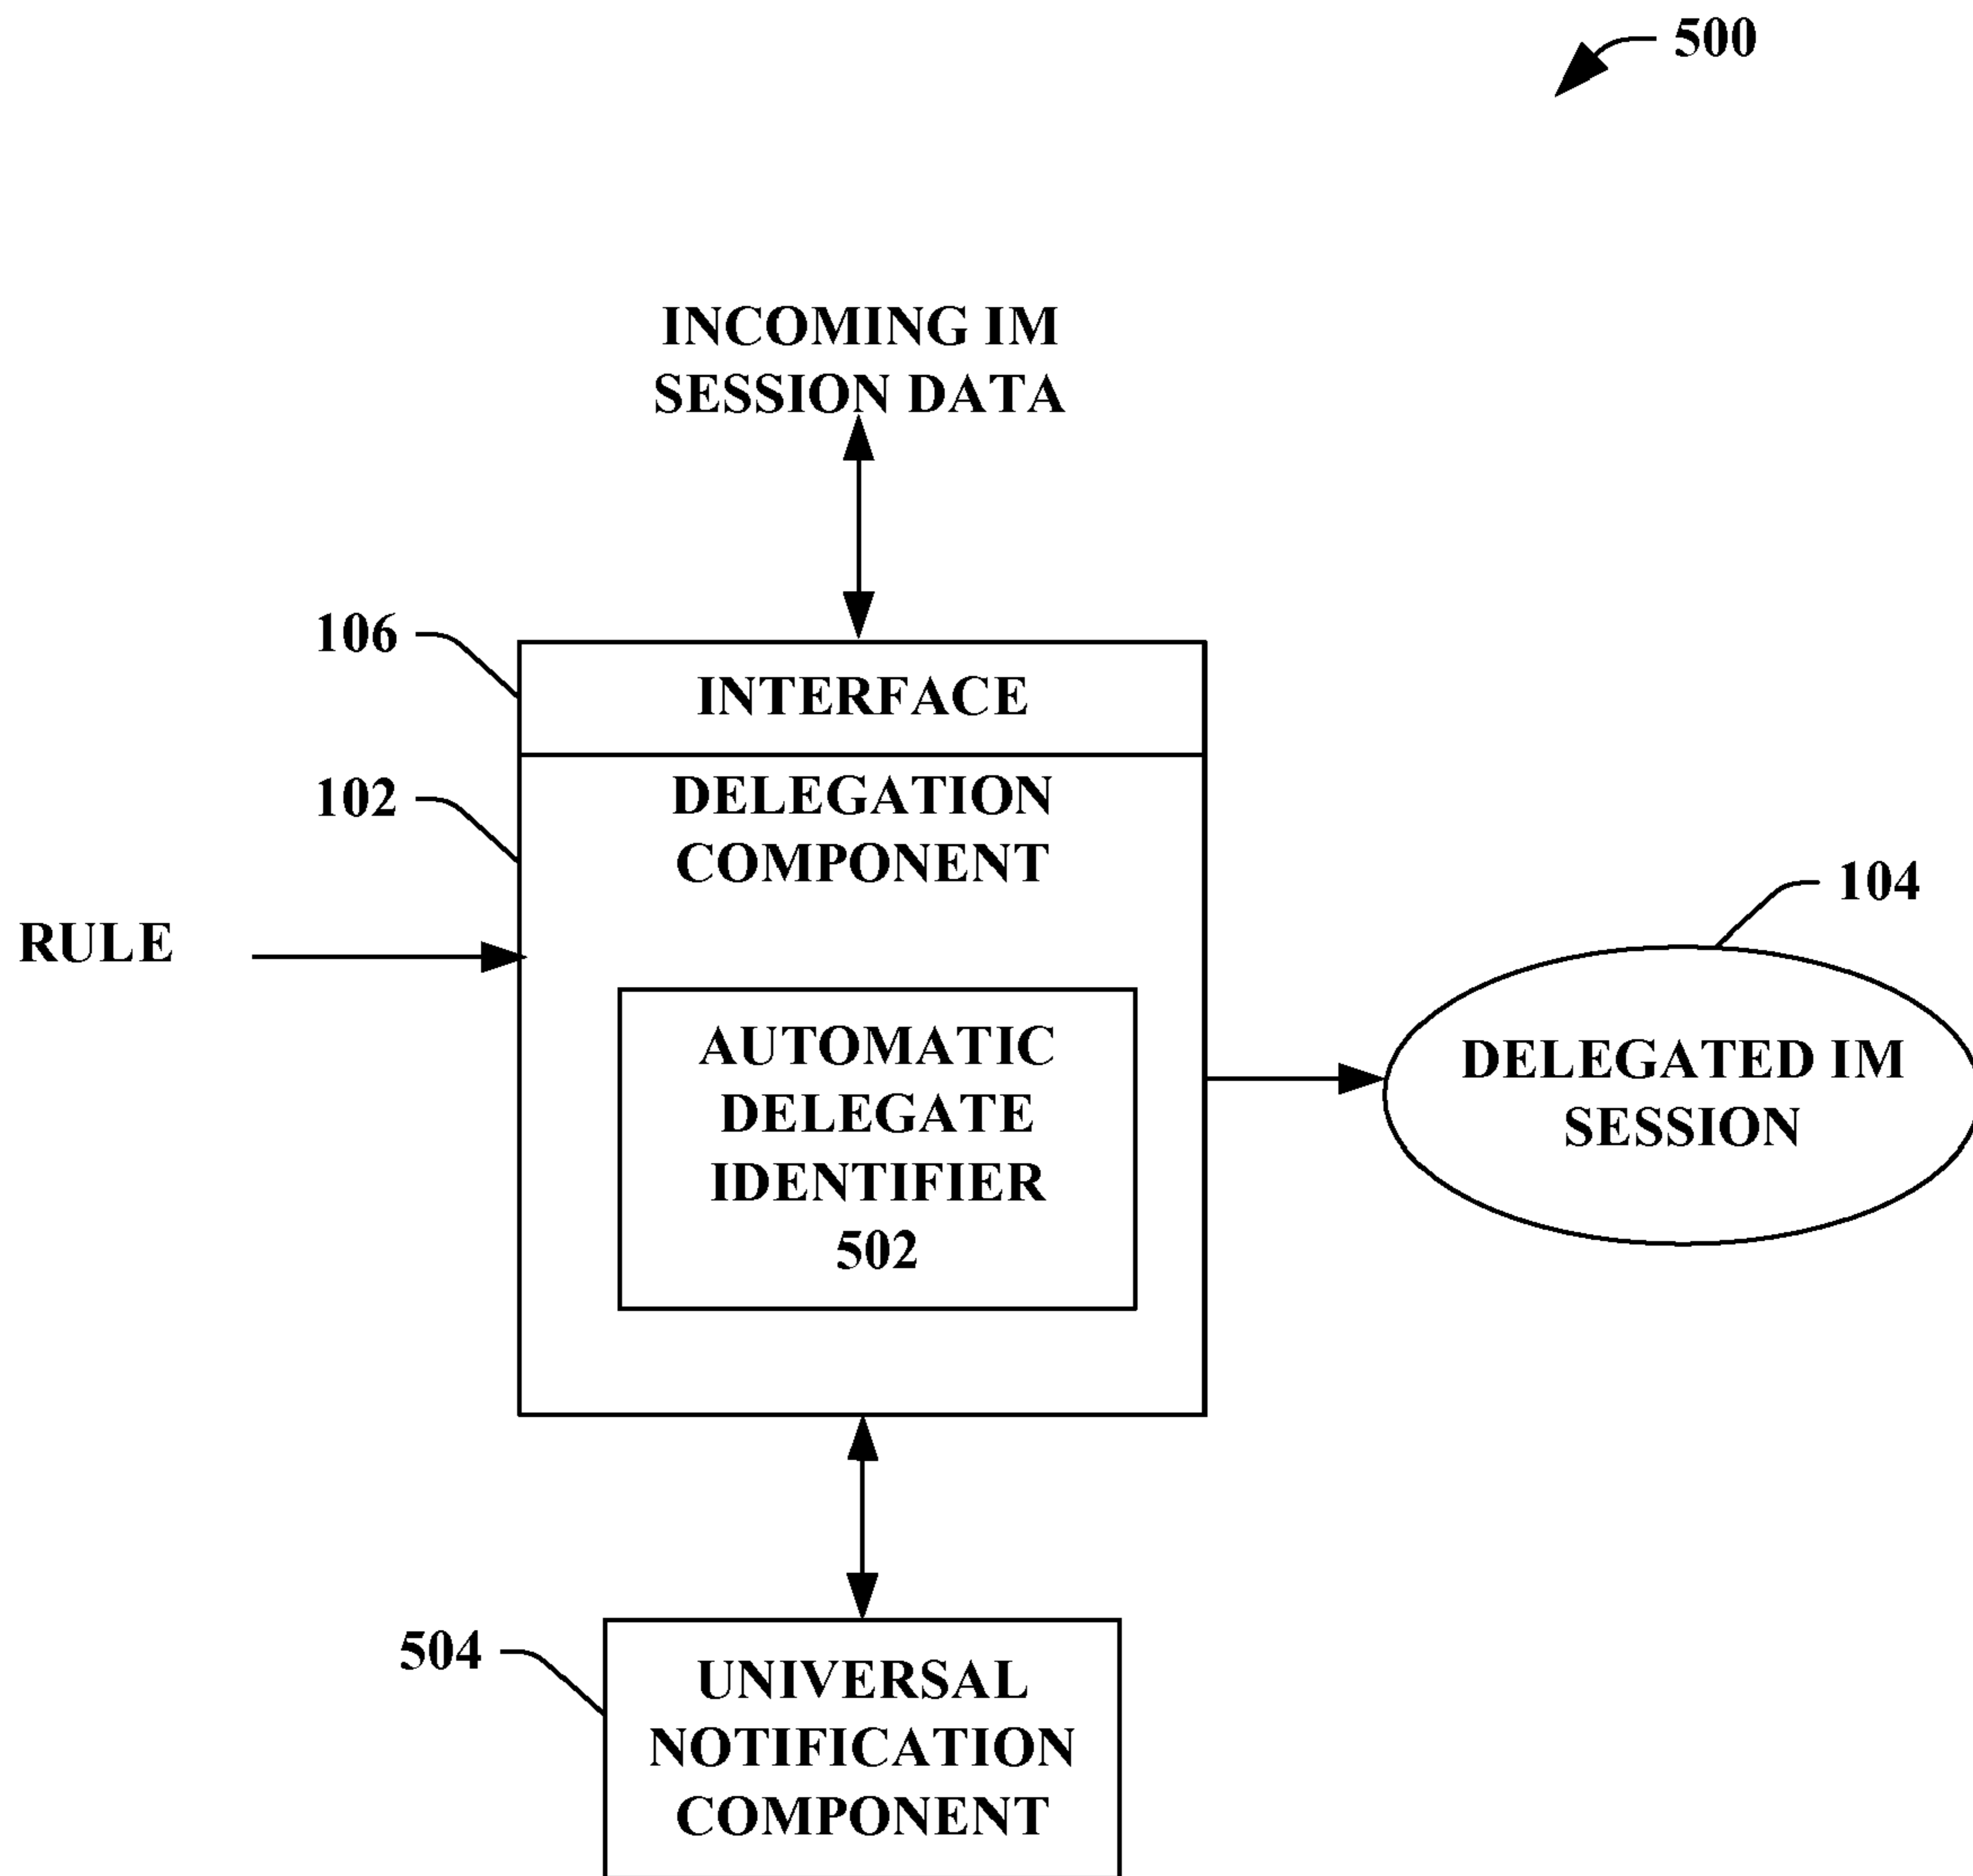 500
INCOMING IM
SESSION DATA
106
INTERFACE
102
DELEGATION
COMPONENT
104
RULE
AUTOMATIC
DELEGATE
IDENTIFIER
502
DELEGATED IM
SESSION
504
UNIVERSAL
NOTIFICATION
COMPONENT